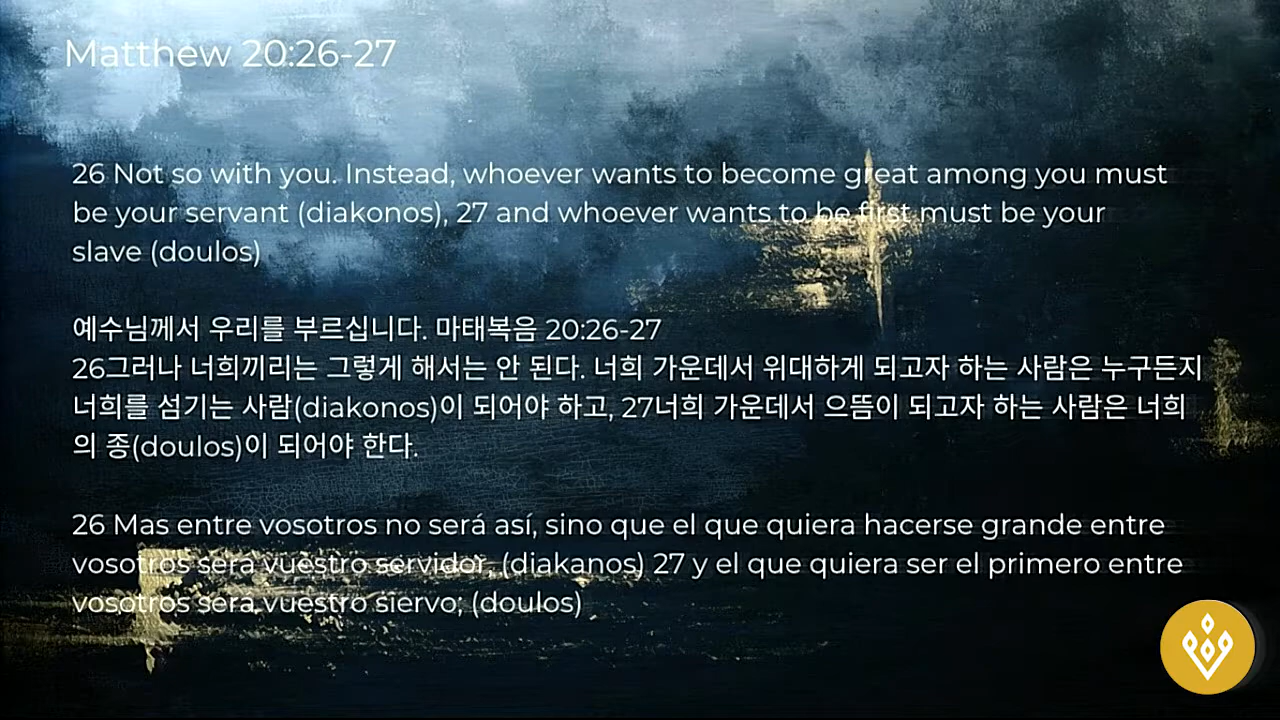 Matthew 20:26-27
26 Not so with you. Instead, whoever wants to become great among you must
be your servant (diakonos), 27 and whoever wants to be first must be your
slave (doulos)
예수님께서 우리를 부르십니다. 마태복음 20:26-27
26그러나 너희끼리는 그렇게 해서는 안 된다. 너희 가운데서 위대하게 되고자 하는 사람은 누구든지
너희를 섬기는 사람(diakonos)이 되어야 하고, 27너희 가운데서 으뜸이 되고자 하는 사람은 너희
의 종(doulos)이 되어야 한다.
26 Mas entre vosotros no será así, sino que el que quiera hacerse grande entre
vosotros será vuestro servidor, (diakanos) 27 y el que quiera ser el primero entre
vosotros será vuestro siervo; (doulos)